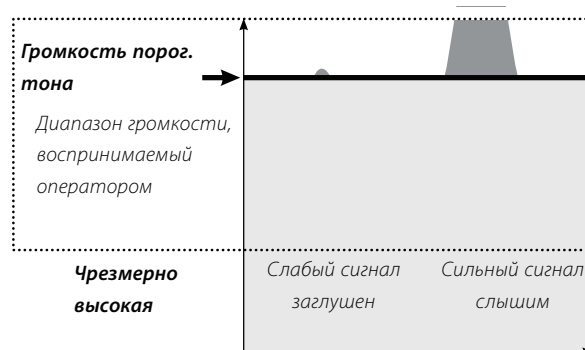 Громкость порог.
тона
Диапазон громкости,
воспринимаемый
оператором
Чрезмерно
высокая
Слабый сигнал
заглушен
Сильный сигнал
слышим